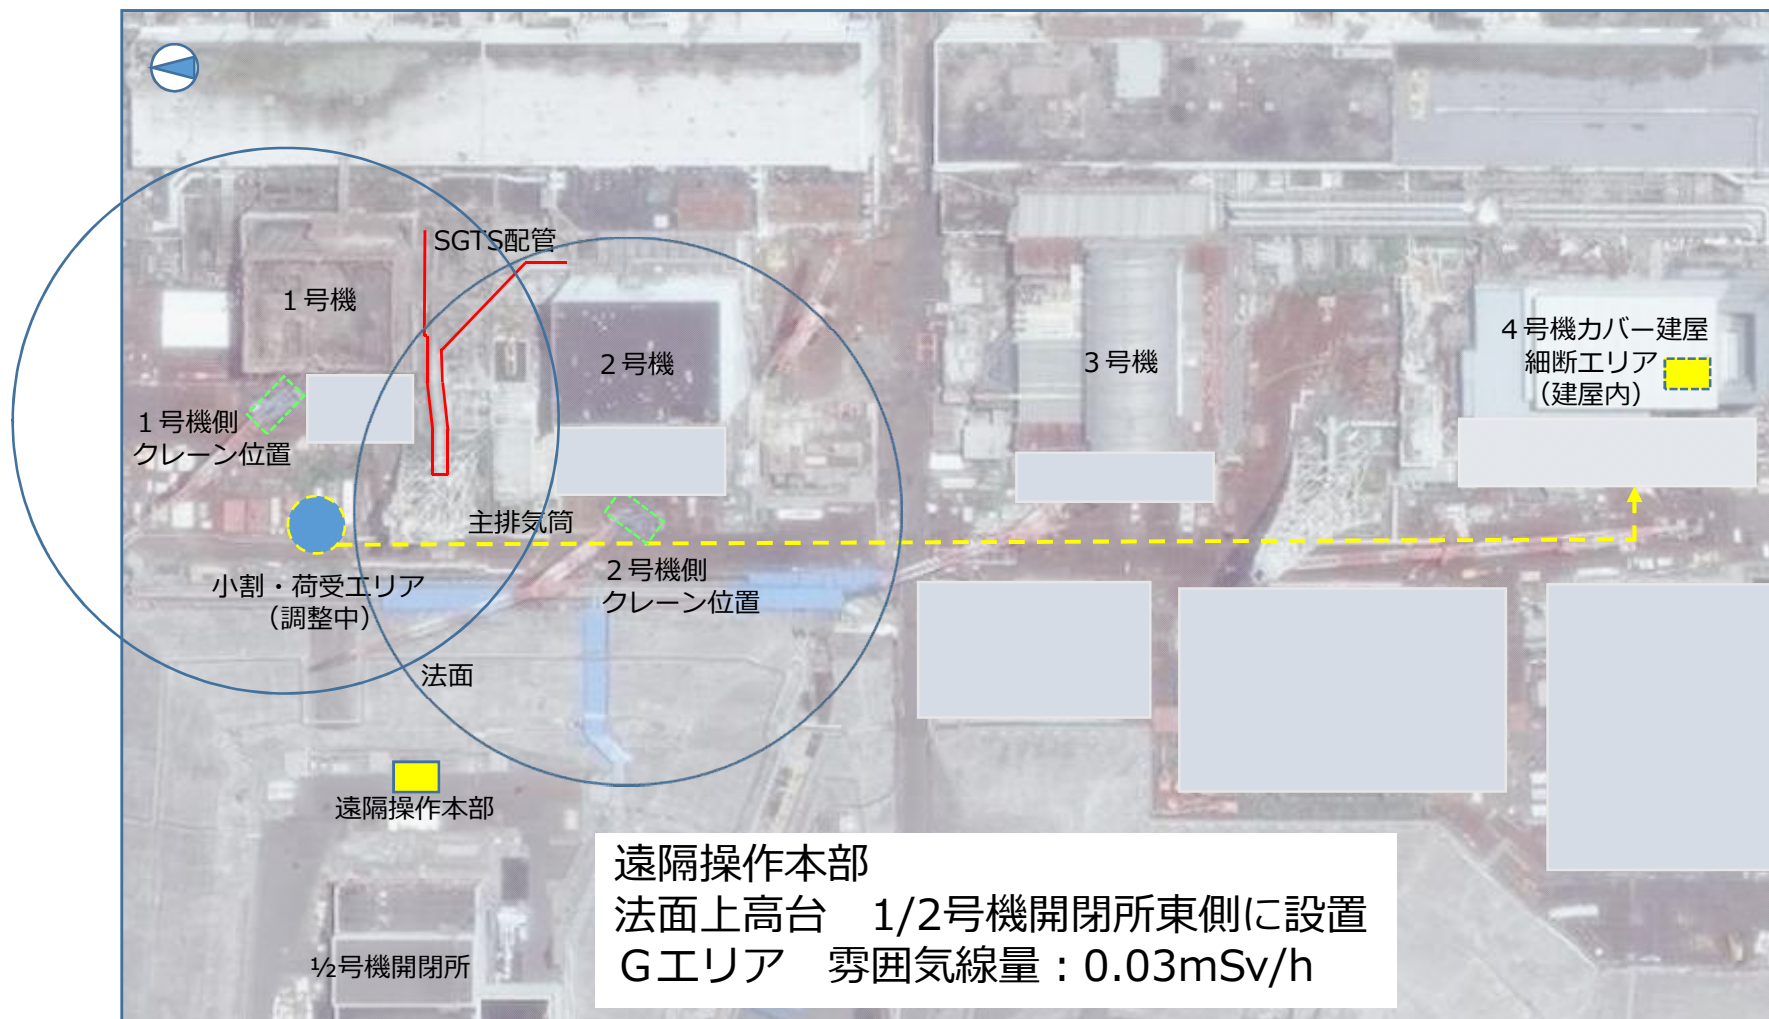 SGTS配管
１号機
２号機
３号機
４号機カバー建屋
細断エリア
（建屋内）
１号機側
クレーン位置
主排気筒
小割・荷受エリア
（調整中）
２号機側
クレーン位置
法面
遠隔操作本部
½号機開閉所
遠隔操作本部
法面上高台　1/2号機開閉所東側に設置
Ｇエリア　雰囲気線量：0.03mSv/h